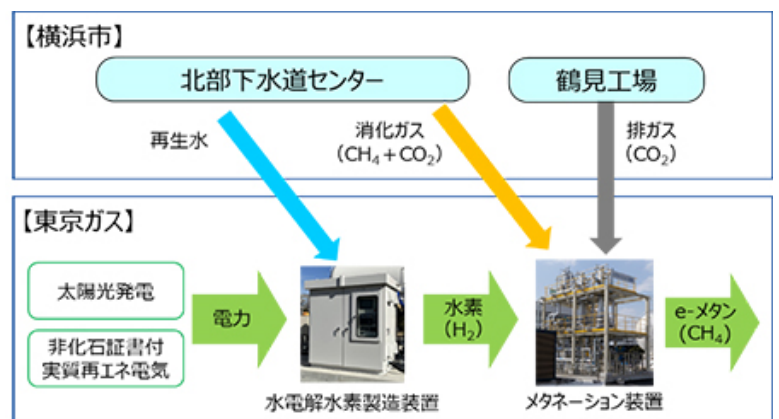 【横浜市】
北部下水道センター
鶴見工場
再生水
消化ガス
（CH₄＋CO₂）
排ガス
（CO₂）
【東京ガス】
太陽光発電
非化石証書付
実質再エネ電気
電力
水素
（H₂）
e-メタン
（CH₄）
水電解水素製造装置
メタネーション装置